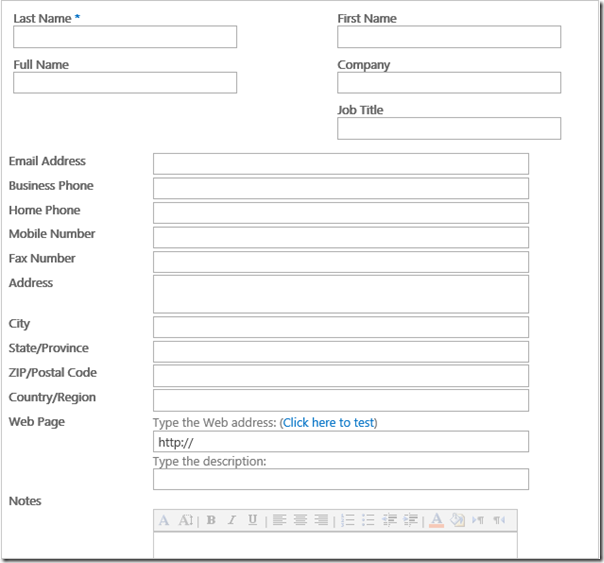 Last Name * First Name
Full Name Company
Job Title
Email Address
Business Phone
Home Phone
Mobile Number
Fax Number
Address
City
State/Province
ZIP/Postal Code
Country/Region
Web Page Type the Web address: (Click here to test)
http://
Type the description:
Notes
A AI B I U A